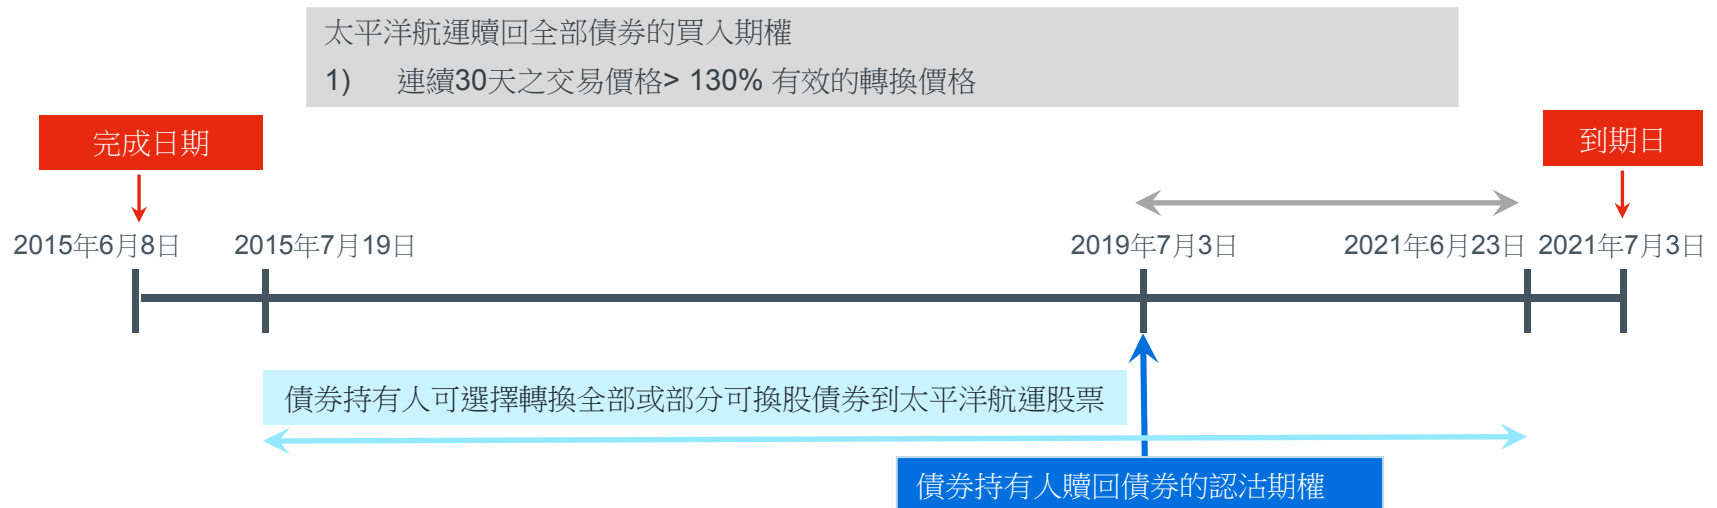 太平洋航運贖回全部債券的買入期權
1) 連續30天之交易價格> 130% 有效的轉換價格
完成日期
到期日
2015年6月8日
2015年7月19日
2019年7月3日
2021年6月23日
2021年7月3日
債券持有人可選擇轉換全部或部分可換股債券到太平洋航運股票
債券持有人贖回債券的認沽期權